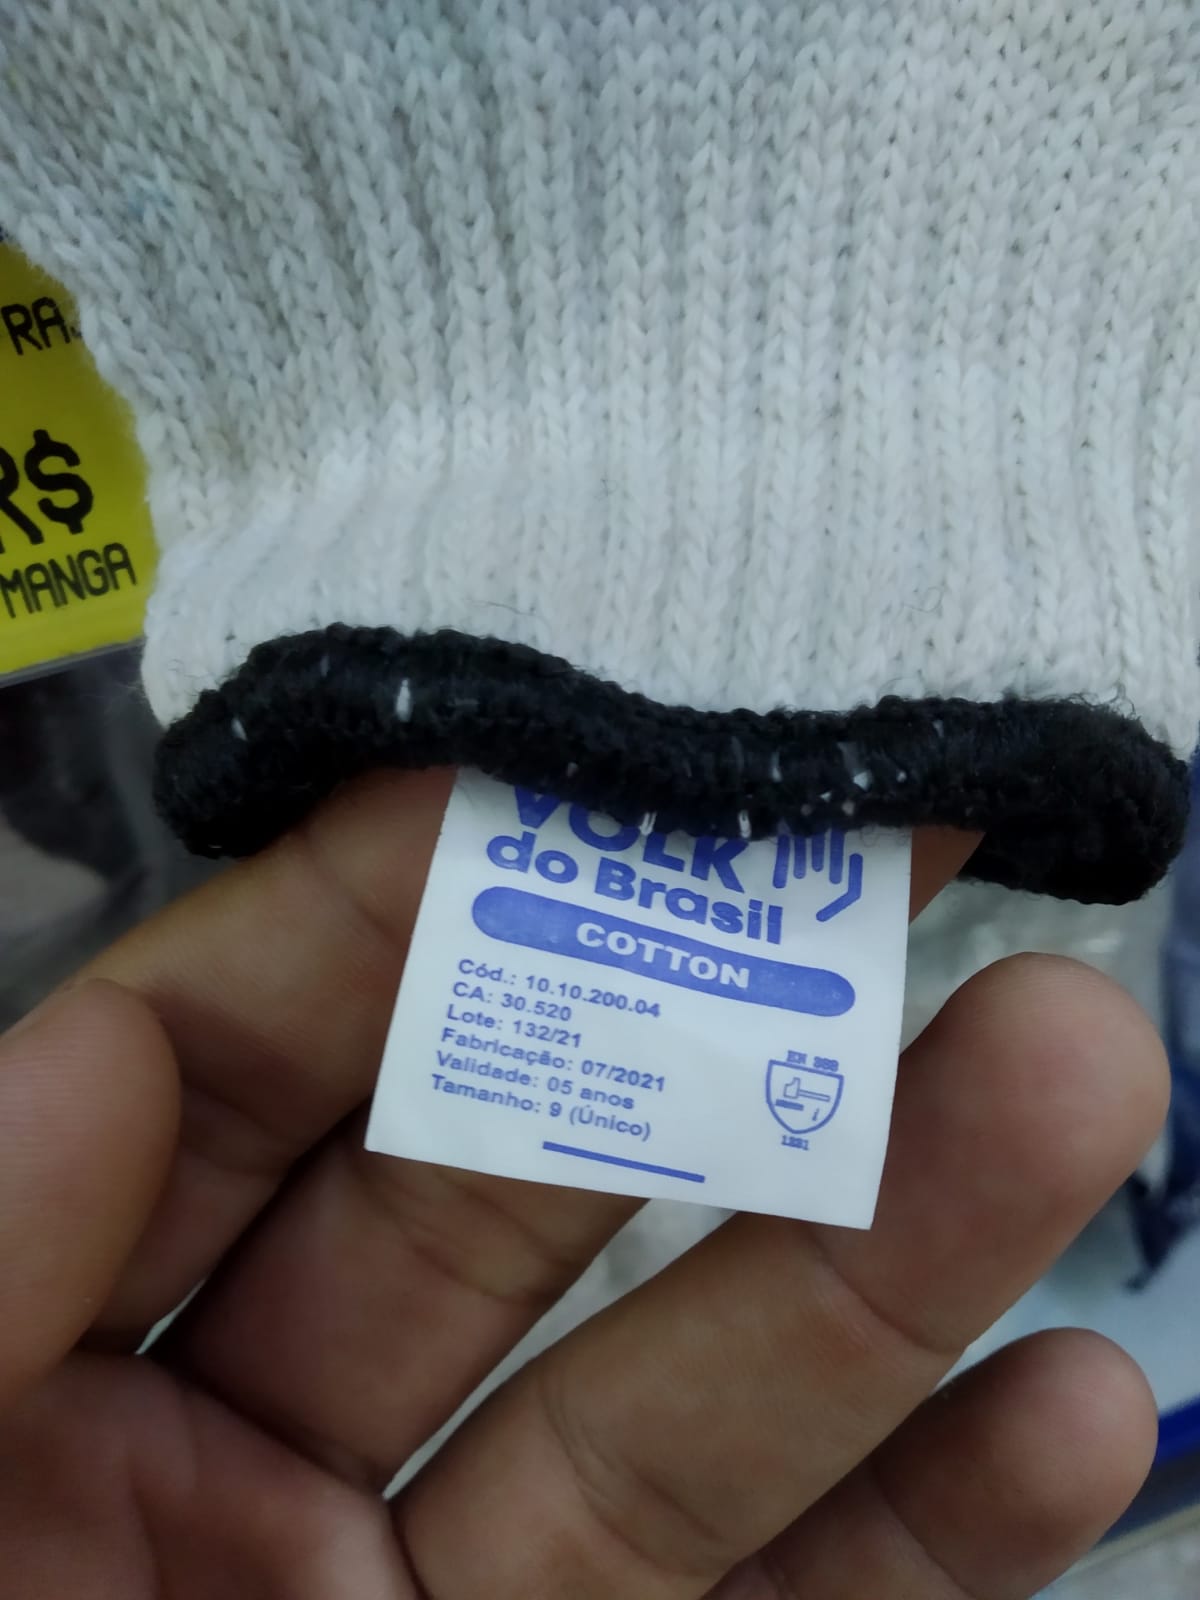 R$
MANGA
VOLK
do Brasil
COTTON
Cód.: 10.10.200.04
CA: 30.520
Lote: 132/21
Fabricação: 07/2021
Validade: 05 anos
Tamanho: 9 (Único)
EN 388